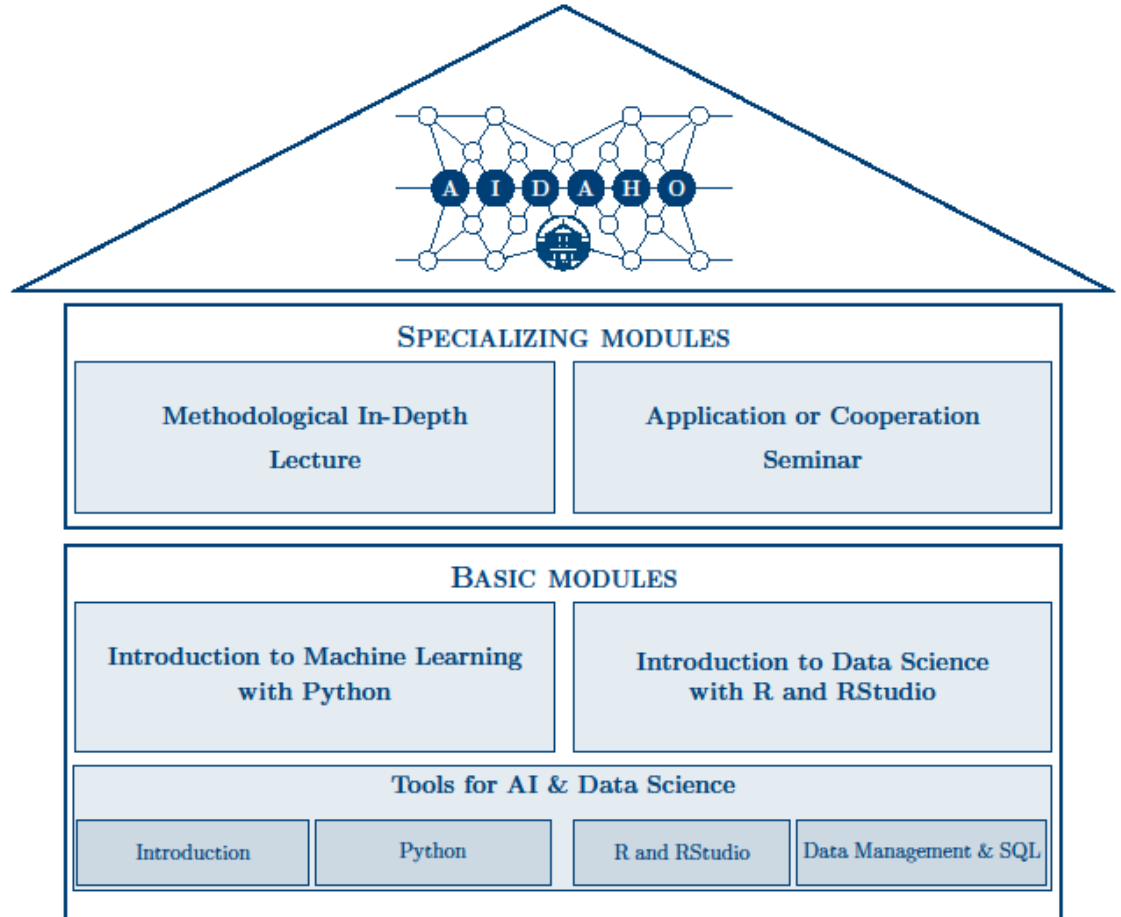 A I D A H O
SPECIALIZING MODULES
Methodological In-Depth
Lecture
Application or Cooperation
Seminar
BASIC MODULES
Introduction to Machine Learning
with Python
Introduction to Data Science
with R and RStudio
Tools for AI & Data Science
Introduction
Python
R and RStudio
Data Management & SQL